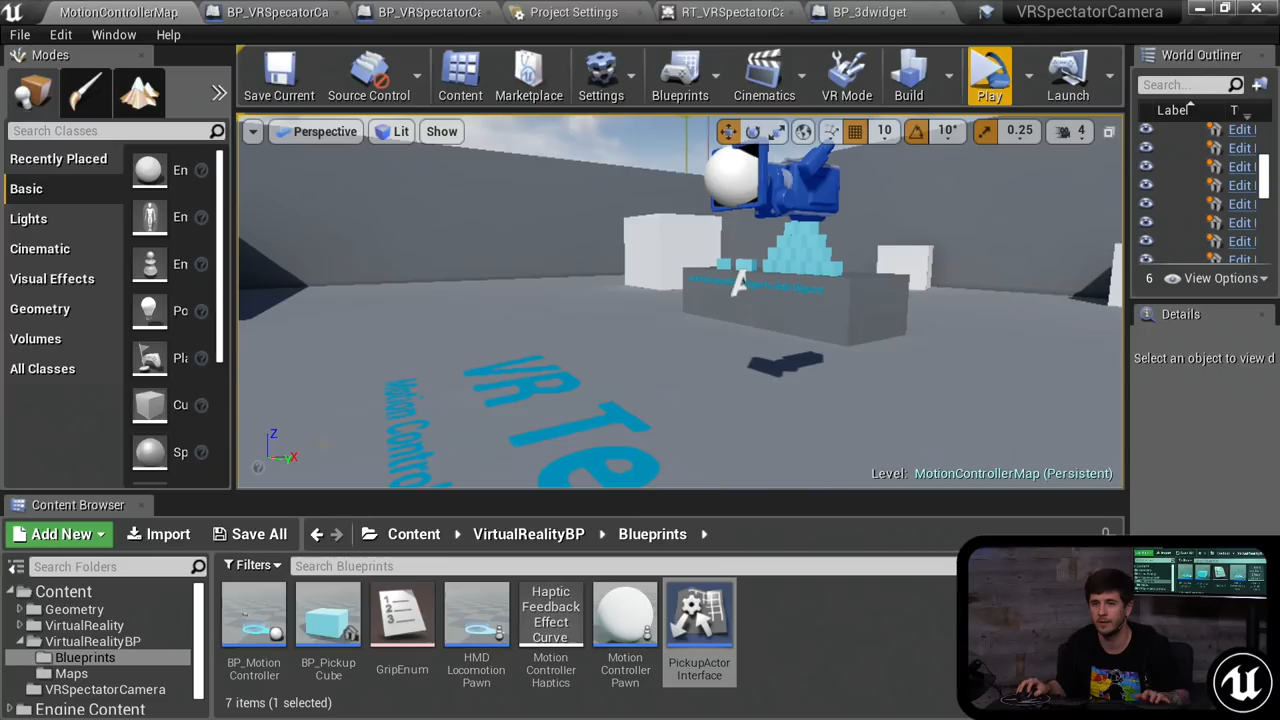 MotionControllerMap
BP_VRSpecatorCa
BP_VRSpectatorCa
Project Settings
RT_VRSpectatorCa
BP_3dwidget
VRSpectatorCamera
File Edit Window Help
Modes
Save Current
Source Control
Content
Marketplace
Settings
Blueprints
Cinematics
VR Mode
Build
Play
Launch
World Outliner
Search...
Label
T
Search Classes
Perspective
Lit
Show
10
10°
0.25
4
Edit
Edit
Edit
Edit
Edit
Edit
Edit
Edit
Recently Placed
Basic
Lights
Cinematic
Visual Effects
Geometry
Volumes
All Classes
En
En
En
Po
Pla
Cu
Sp
6 View Options
Details
Select an object to view d
VR Te
Motion Control
Z
X
Level: MotionControllerMap (Persistent)
Content Browser
Add New
Import
Save All
Content
VirtualRealityBP
Blueprints
Search Folders
Filters
Search Blueprints
Content
Geometry
VirtualReality
VirtualRealityBP
Blueprints
Maps
VRSpectatorCamera
Engine Content
BP_Motion
Controller
BP_Pickup
Cube
GripEnum
HMD
Locomotion
Pawn
Haptic
Feedback
Effect
Curve
Motion
Controller
Haptics
Motion
Controller
Pawn
PickupActor
Interface
7 items (1 selected)